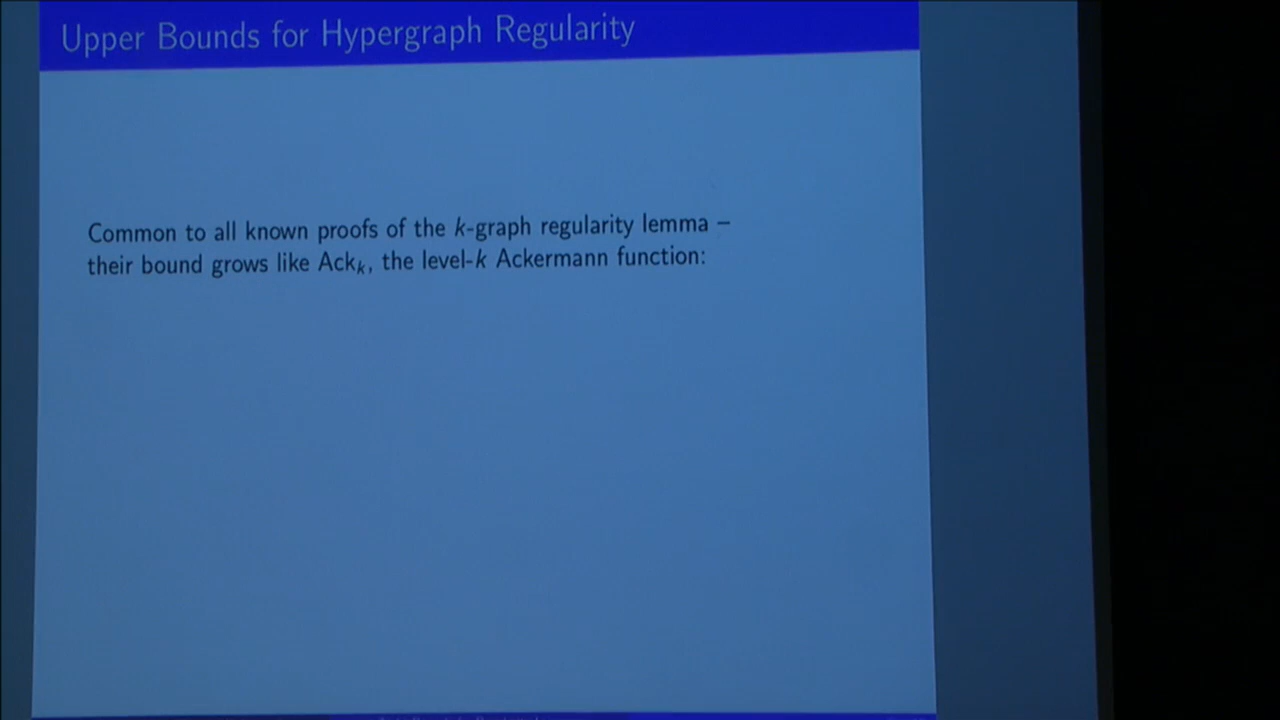 Upper Bounds for Hypergraph Regularity
Common to all known proofs of the k-graph regularity lemma –
their bound grows like Ackₖ, the level-k Ackermann function: